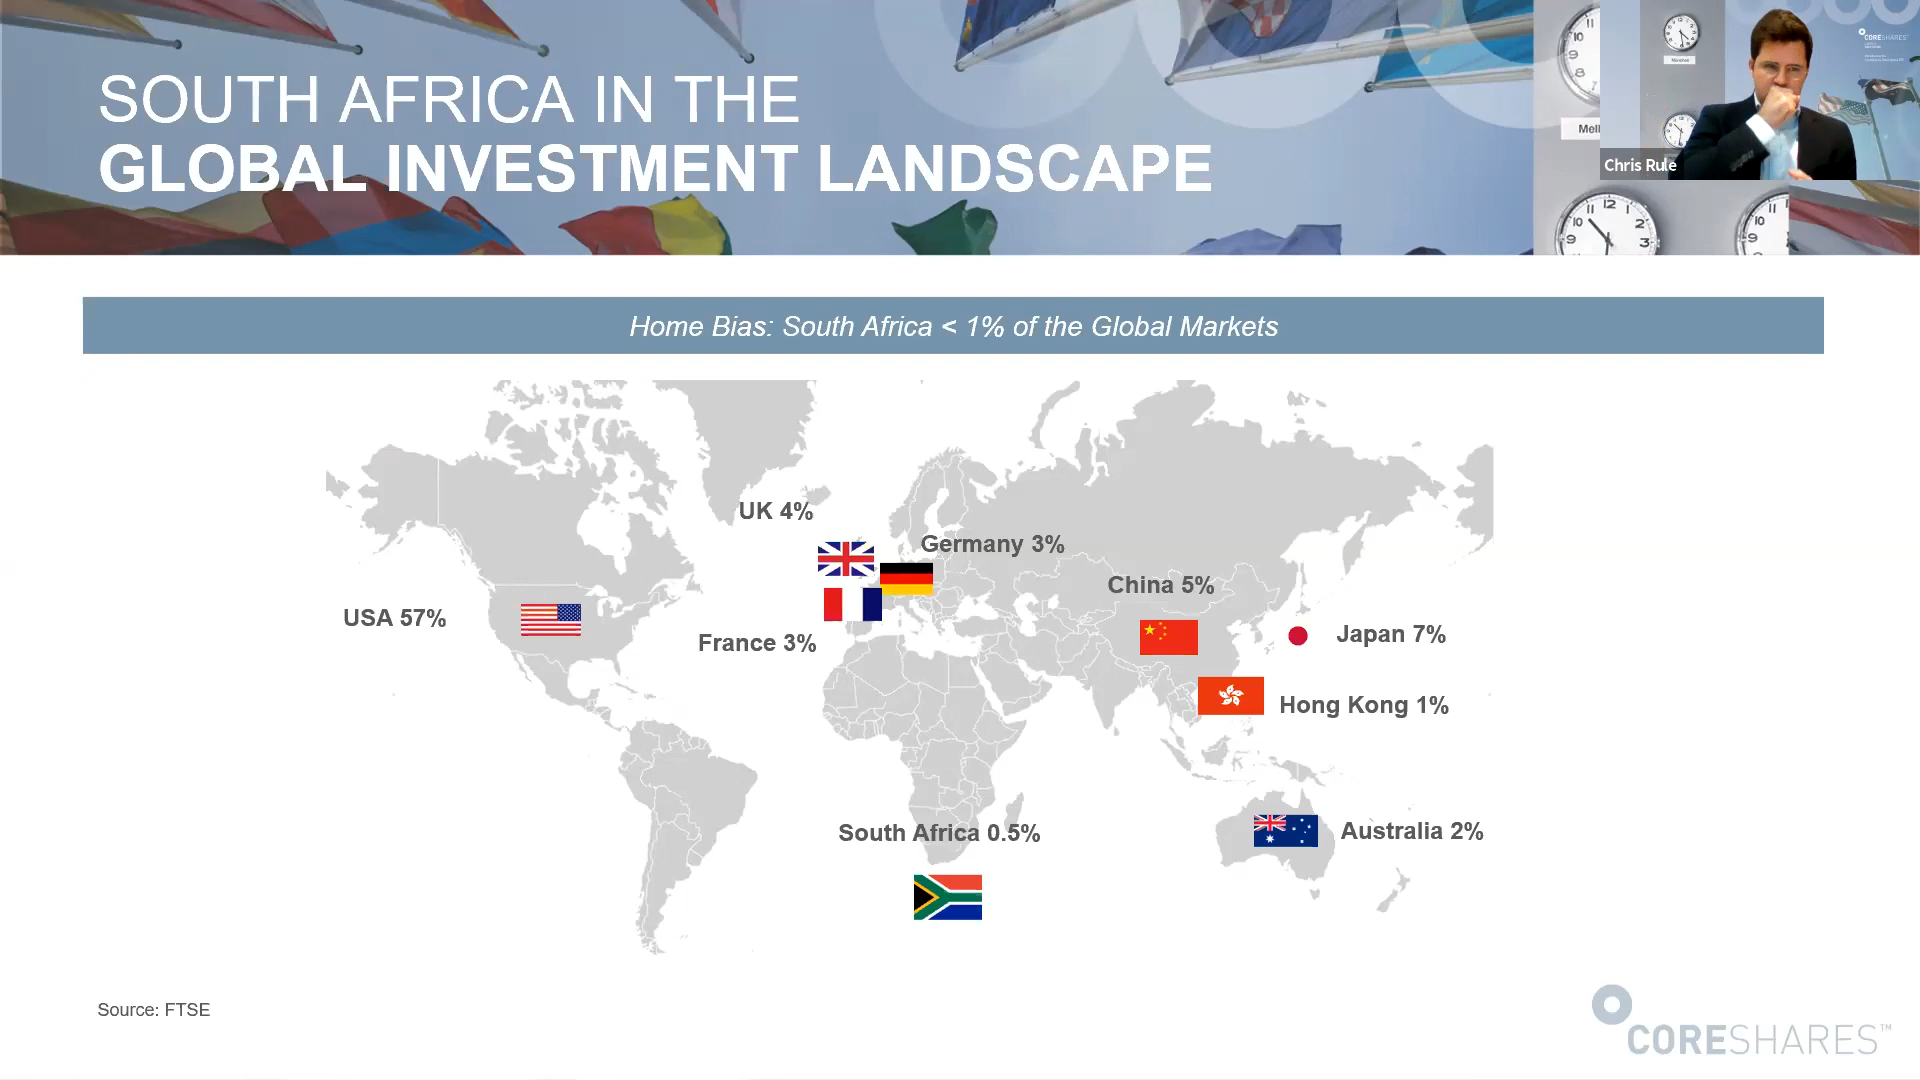 SOUTH AFRICA IN THE
GLOBAL INVESTMENT LANDSCAPE
Chris Rule
Home Bias: South Africa < 1% of the Global Markets
UK 4%
Germany 3%
China 5%
USA 57%
Japan 7%
France 3%
Hong Kong 1%
South Africa 0.5%
Australia 2%
Source: FTSE
CORESHARES™